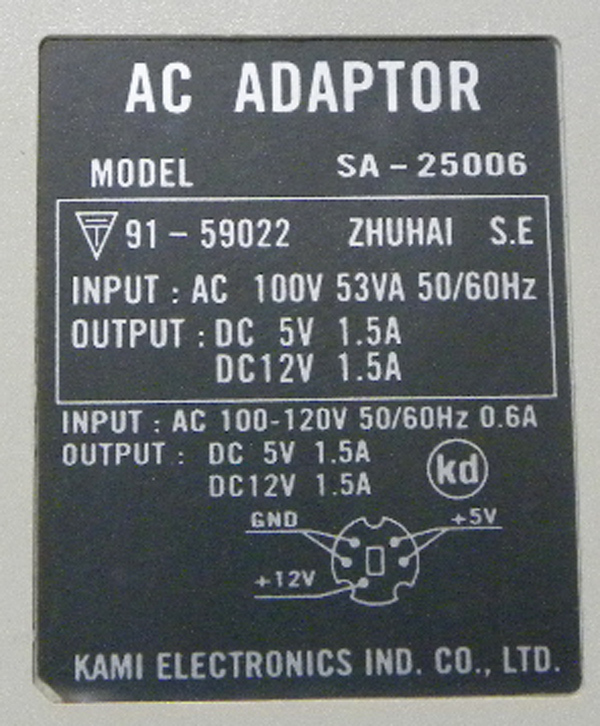 AC ADAPTOR
MODEL SA-25006
T 91-59022 ZHUHAI S.E
INPUT : AC 100V 53VA 50/60Hz
OUTPUT : DC 5V 1.5A
DC12V 1.5A
INPUT : AC 100-120V 50/60Hz 0.6A
OUTPUT : DC 5V 1.5A
DC12V 1.5A
kd
GND +5V
+12V
KAMI ELECTRONICS IND. CO., LTD.